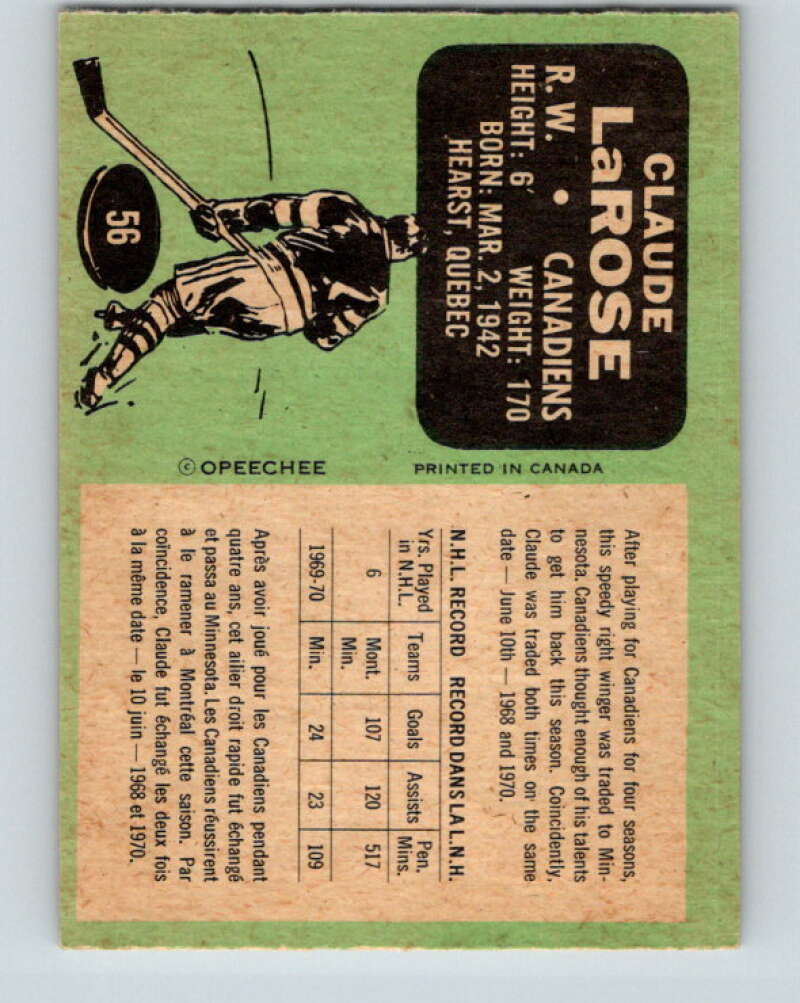 CLAUDE
LaROSE
R.W. • CANADIENS
HEIGHT: 6' WEIGHT: 170
BORN: MAR. 2, 1942
HEARST, QUEBEC
56
© OPEECHEE
PRINTED IN CANADA
After playing for Canadiens for four seasons,
this speedy right winger was traded to Min-
nesota. Canadiens thought enough of his talents
to get him back this season. Coincidently,
Claude was traded both times on the same
date — June 10th — 1968 and 1970.
N.H.L. RECORD RECORD DANS LA L.N.H.
Yrs. Played in N.H.L. Teams Goals Assists Pen. Mins.
6 Mont. Min. 107 120 517
1969-70 Min. 24 23 109
Après avoir joué pour les Canadiens pendant
quatre ans, cet ailier droit rapide fut échangé
et passa au Minnesota. Les Canadiens réussirent
à le ramener à Montréal cette saison. Par
coïncidence, Claude fut échangé les deux fois
à la même date — le 10 juin — 1968 et 1970.